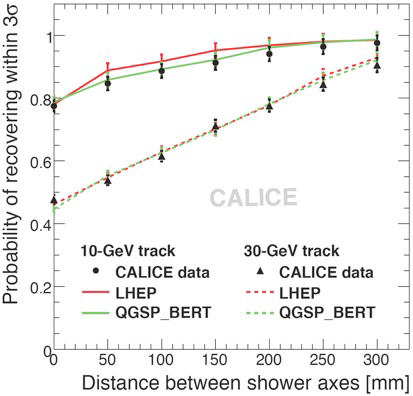 Probability of recovering within 3σ
1
0.8
0.6
0.4
0.2
0
CALICE
10-GeV track 30-GeV track
CALICE data CALICE data
LHEP LHEP
QGSP_BERT QGSP_BERT
0 50 100 150 200 250 300
Distance between shower axes [mm]